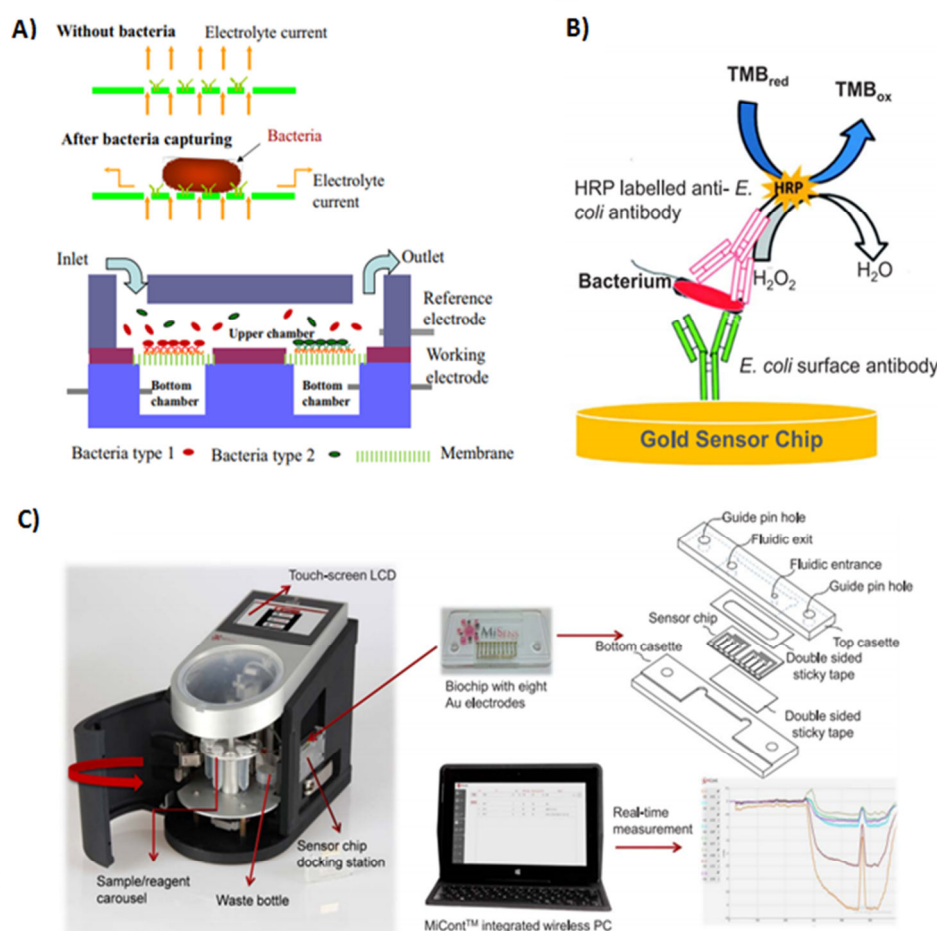 A)
Without bacteria
Electrolyte current
After bacteria capturing
Bacteria
Electrolyte
current
Inlet
Outlet
Reference
electrode
Upper chamber
Working
electrode
Bottom
chamber
Bottom
chamber
Bacteria type 1
Bacteria type 2
Membrane
B)
TMBred
TMBox
HRP
HRP labelled anti- E.
coli antibody
H2O2
H2O
Bacterium
E. coli surface antibody
Gold Sensor Chip
C)
Touch-screen LCD
Sample/reagent
carousel
Waste bottle
Sensor chip
docking station
MiSens
Biochip with eight
Au electrodes
Guide pin hole
Fluidic exit
Fluidic entrance
Guide pin hole
Sensor chip
Bottom casette
Top casette
Double sided
sticky tape
Double sided
sticky tape
Real-time
measurement
MiCont™ integrated wireless PC